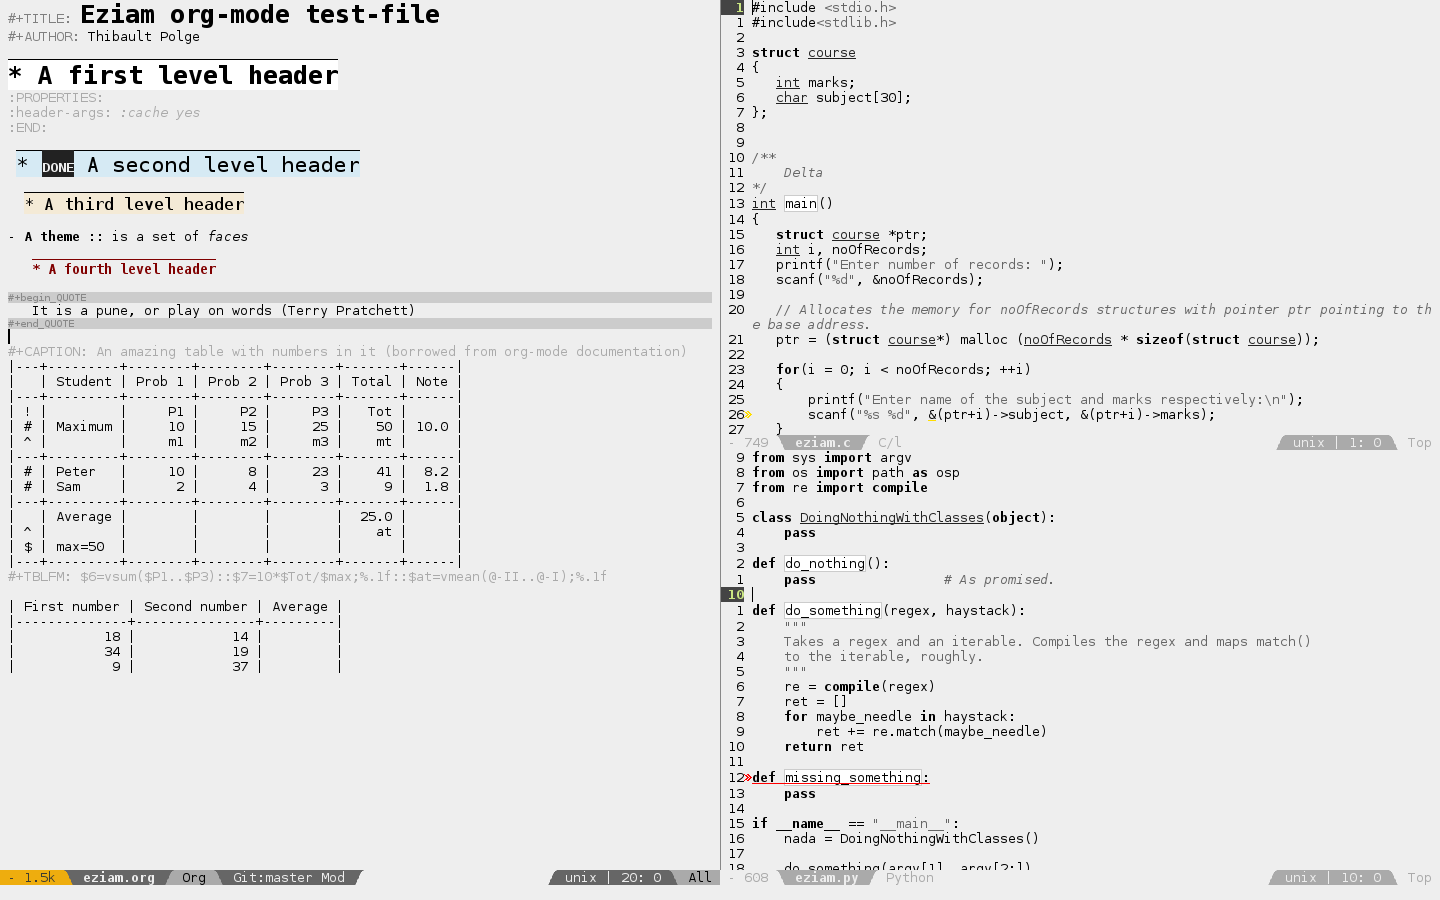 #+TITLE: Eziam org-mode test-file
#+AUTHOR: Thibault Polge
* A first level header
:PROPERTIES:
:header-args: :cache yes
:END:
* DONE A second level header
* A third level header
- A theme :: is a set of faces
* A fourth level header
#+begin_QUOTE
It is a pune, or play on words (Terry Pratchett)
#+end_QUOTE
#+CAPTION: An amazing table with numbers in it (borrowed from org-mode documentation)
|---+---------+--------+--------+--------+-------+------|
|   | Student | Prob 1 | Prob 2 | Prob 3 | Total | Note |
|---+---------+--------+--------+--------+-------+------|
| ! |         |     P1 |     P2 |     P3 |   Tot |      |
| # | Maximum |     10 |     15 |     25 |    50 | 10.0 |
| ^ |         |     m1 |     m2 |     m3 |    mt |      |
|---+---------+--------+--------+--------+-------+------|
| # | Peter   |     10 |      8 |     23 |    41 |  8.2 |
| # | Sam     |      2 |      4 |      3 |     9 |  1.8 |
|---+---------+--------+--------+--------+-------+------|
|   | Average |        |        |        |  25.0 |      |
| ^ |         |        |        |        |    at |      |
| $ | max=50  |        |        |        |       |      |
|---+---------+--------+--------+--------+-------+------|
#+TBLFM: $6=vsum($P1..$P3)::$7=10*$Tot/$max;%.1f::$at=vmean(@-II..@-I);%.1f
| First number | Second number | Average |
|--------------+---------------+---------|
|           18 |            14 |         |
|           34 |            19 |         |
|            9 |            37 |         |
- 1.5k eziam.org Org Git:master Mod unix | 20: 0 All
1 #include <stdio.h>
1 #include<stdlib.h>
2
3 struct course
4 {
5    int marks;
6    char subject[30];
7 };
8
9
10 /**
11     Delta
12 */
13 int main()
14 {
15    struct course *ptr;
16    int i, noOfRecords;
17    printf("Enter number of records: ");
18    scanf("%d", &noOfRecords);
19
20    // Allocates the memory for noOfRecords structures with pointer ptr pointing to th
e base address.
21    ptr = (struct course*) malloc (noOfRecords * sizeof(struct course));
22
23    for(i = 0; i < noOfRecords; ++i)
24    {
25        printf("Enter name of the subject and marks respectively:\n");
26»       scanf("%s %d", &(ptr+i)->subject, &(ptr+i)->marks);
27    }
- 749 eziam.c C/l unix | 1: 0 Top
9 from sys import argv
8 from os import path as osp
7 from re import compile
6
5 class DoingNothingWithClasses(object):
4     pass
3
2 def do_nothing():
1     pass                # As promised.
10
1 def do_something(regex, haystack):
2     """
3     Takes a regex and an iterable. Compiles the regex and maps match()
4     to the iterable, roughly.
5     """
6     re = compile(regex)
7     ret = []
8     for maybe_needle in haystack:
9         ret += re.match(maybe_needle)
10     return ret
11
12»def missing_something:
13     pass
14
15 if __name__ == "__main__":
16     nada = DoingNothingWithClasses()
17
18     do_something(argv[1], argv[2:])
- 608 eziam.py Python unix | 10: 0 Top